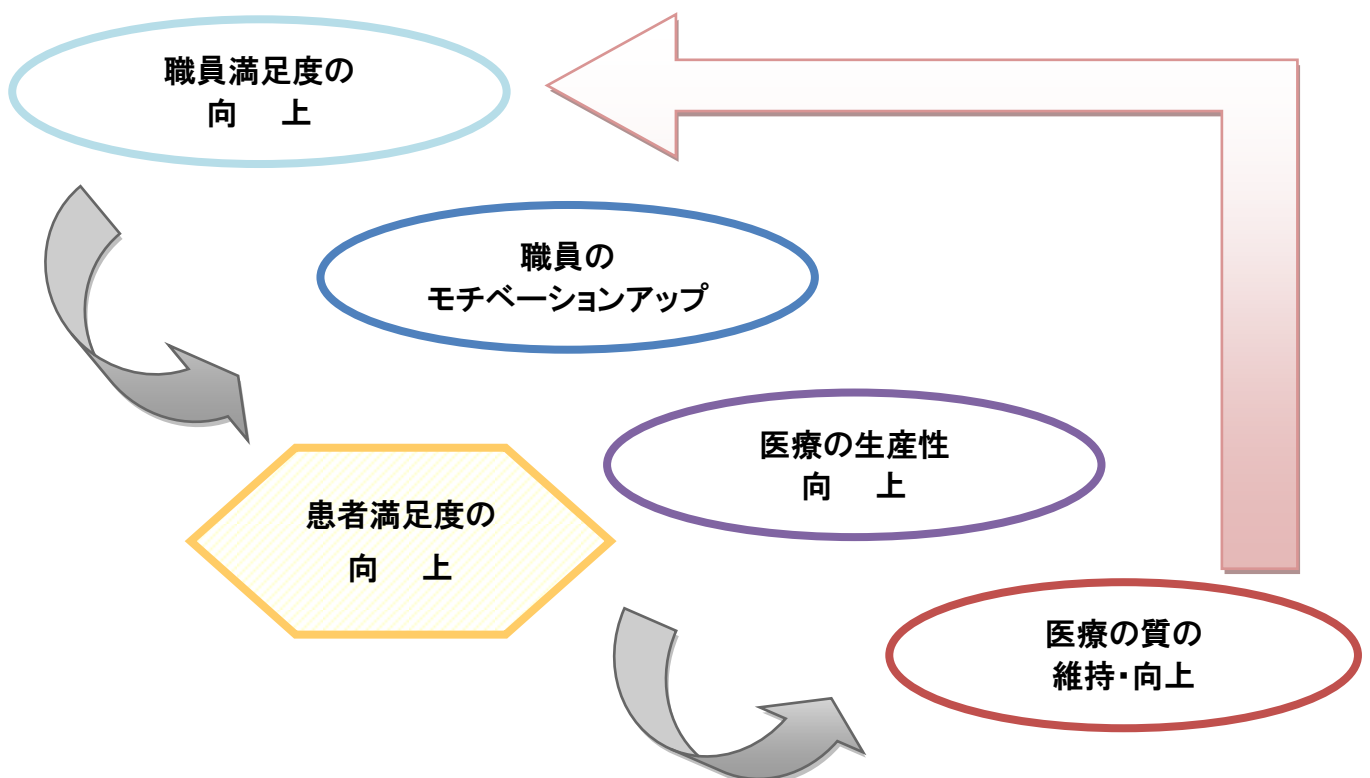 職員満足度の
向　上
職員の
モチベーションアップ
医療の生産性
向　上
患者満足度の
向　上
医療の質の
維持・向上